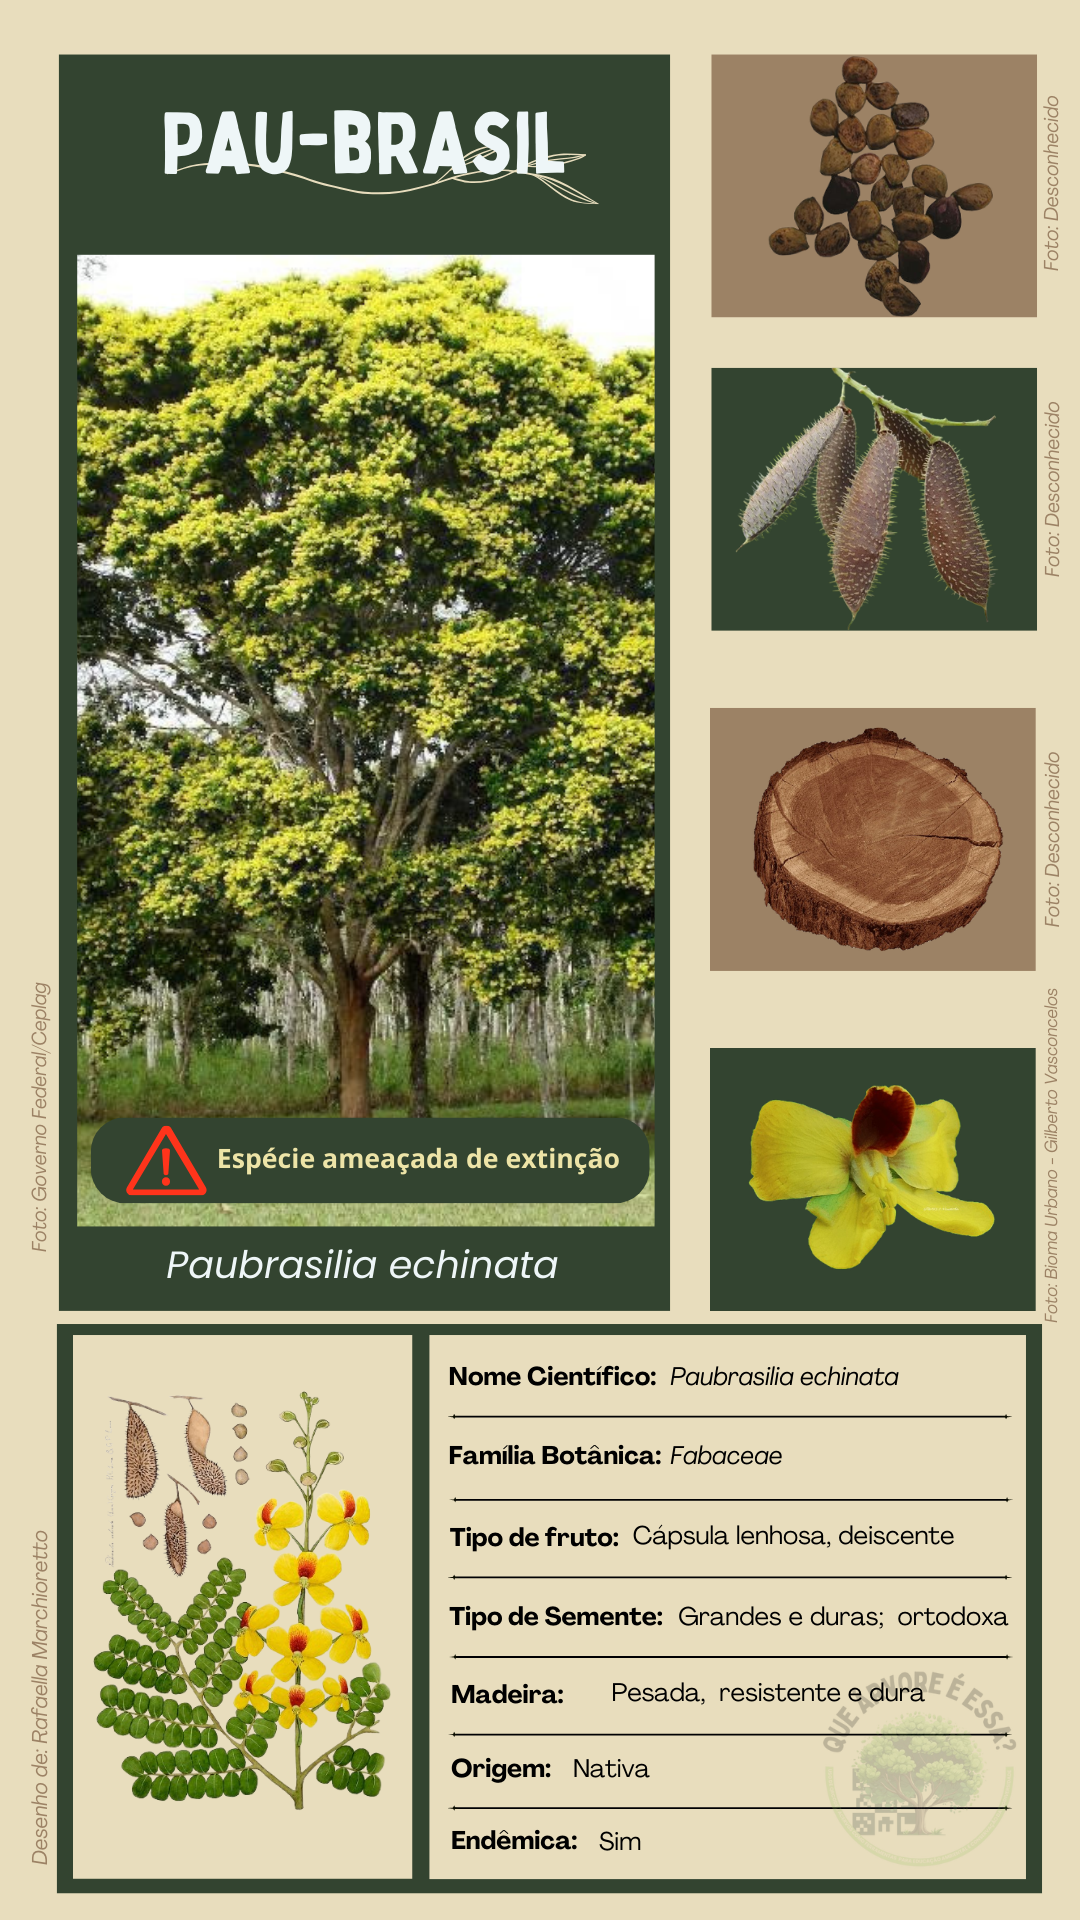 PAU-BRASIL
Foto: Governo Federal/Ceplag
Espécie ameaçada de extinção
Paubrasilia echinata
Foto: Desconhecido
Foto: Desconhecido
Foto: Desconhecido
Foto: Bioma Urbano - Gilberto Vasconcelos
Desenho de: Rafaella Marchioretto
Nome Científico: Paubrasilia echinata
Família Botânica: Fabaceae
Tipo de fruto: Cápsula lenhosa, deiscente
Tipo de Semente: Grandes e duras; ortodoxa
Madeira: Pesada, resistente e dura
Origem: Nativa
Endêmica: Sim
QUE ARVORE É ESSA?